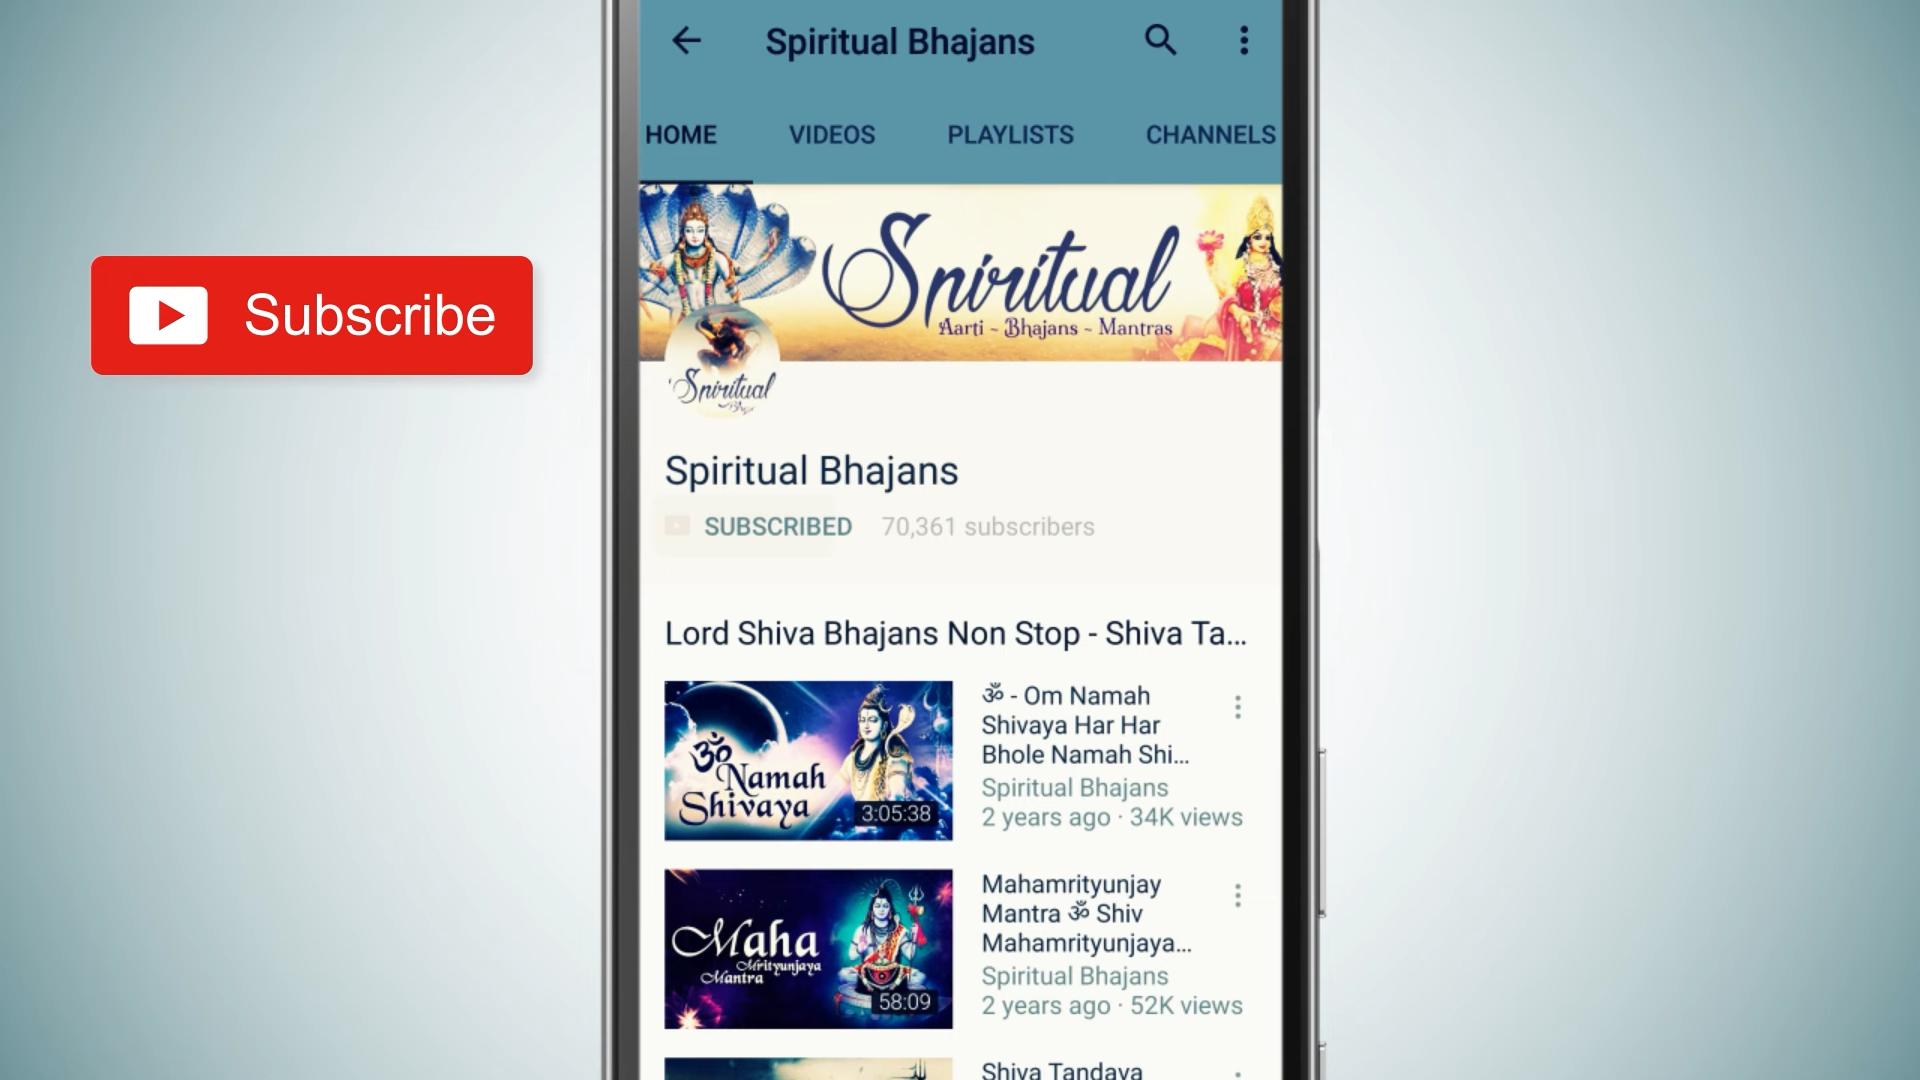 Spiritual Bhajans
HOME VIDEOS PLAYLISTS CHANNELS
Spiritual
Aarti ~ Bhajans ~ Mantras
Spiritual
Subscribe
Spiritual Bhajans
SUBSCRIBED 70,361 subscribers
Lord Shiva Bhajans Non Stop - Shiva Ta...
ॐ Namah
Shivaya
3:05:38
ॐ - Om Namah
Shivaya Har Har
Bhole Namah Shi...
Spiritual Bhajans
2 years ago · 34K views
Maha
Mrityunjaya
Mantra
58:09
Mahamrityunjay
Mantra ॐ Shiv
Mahamrityunjaya...
Spiritual Bhajans
2 years ago · 52K views
Shiva Tandava